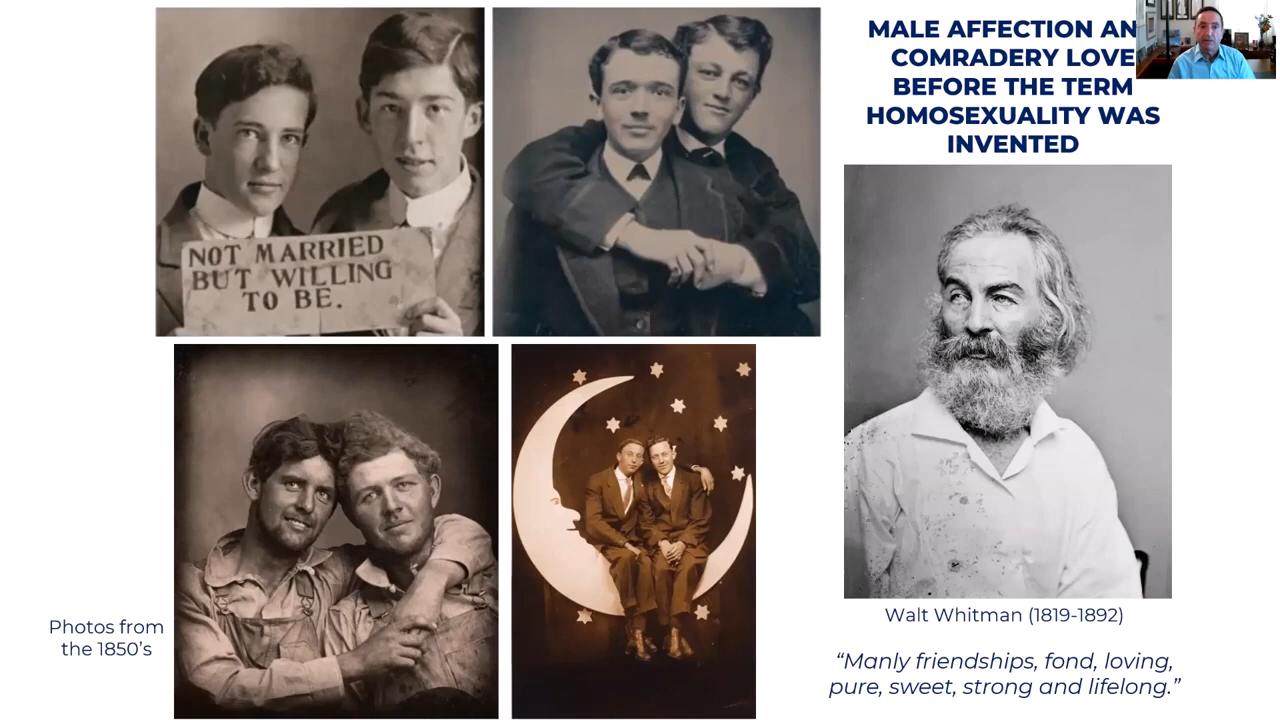 MALE AFFECTION AN
COMRADERY LOVE
BEFORE THE TERM
HOMOSEXUALITY WAS
INVENTED
NOT MARRIED
BUT WILLING
TO BE.
Photos from
the 1850's
Walt Whitman (1819-1892)
“Manly friendships, fond, loving,
pure, sweet, strong and lifelong.”